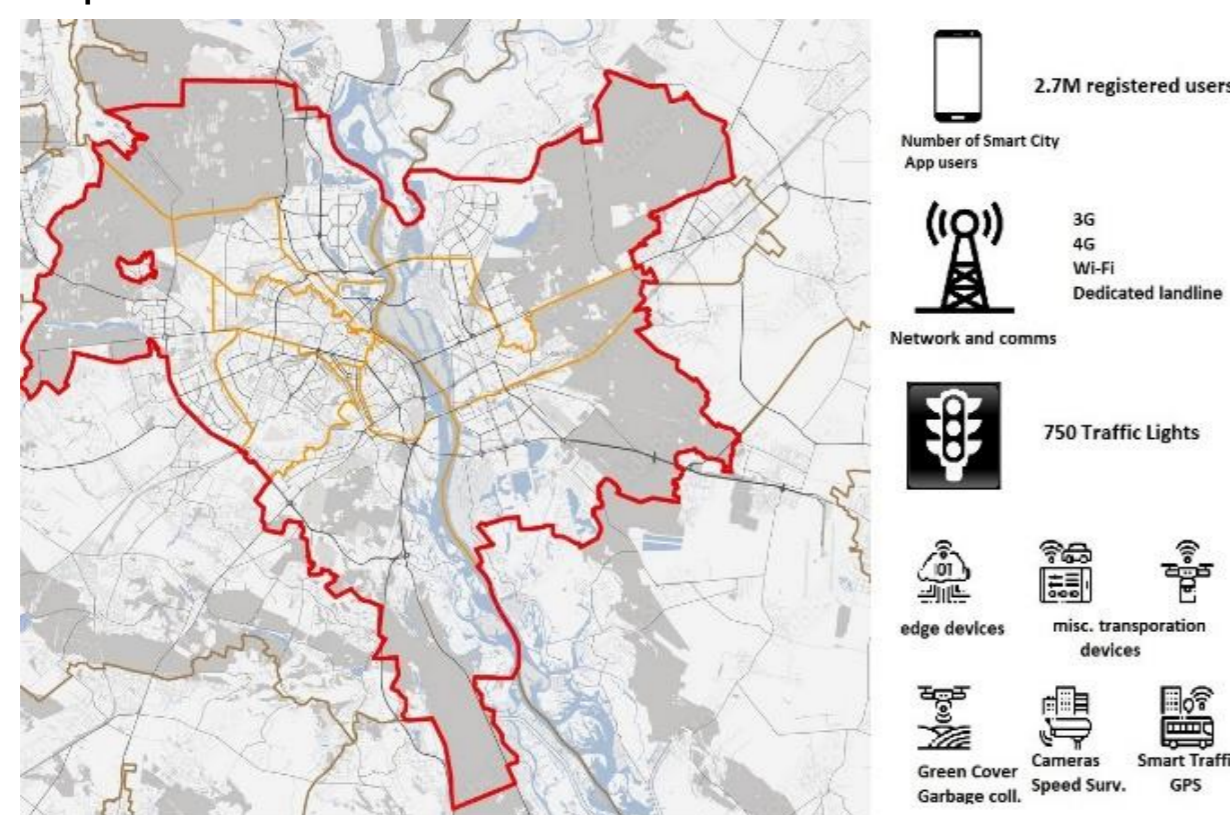 2.7M registered users
Number of Smart City
App users
3G
4G
Wi-Fi
Dedicated landline
Network and comms
750 Traffic Lights
01
edge devices
misc. transporation
devices
Green Cover
Garbage coll.
Cameras
Speed Surv.
Smart Traffi
GPS